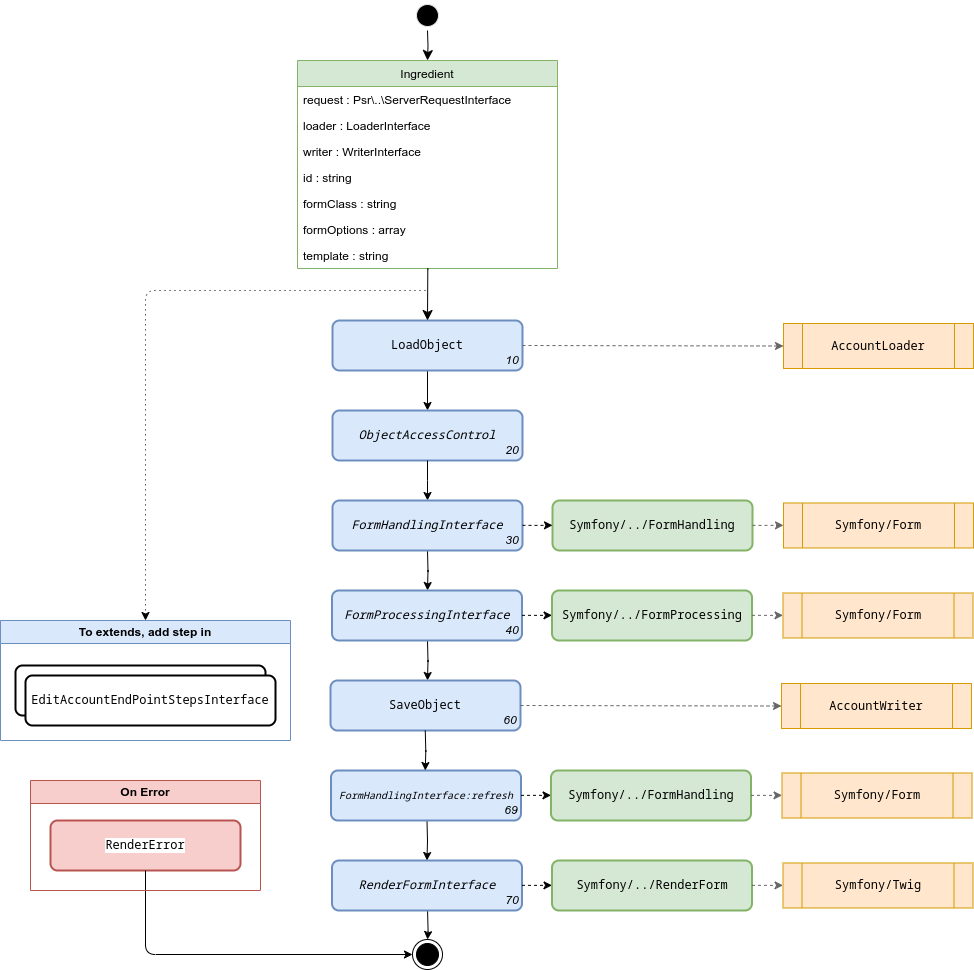 Ingredient
request : Psr\..\ServerRequestInterface
loader : LoaderInterface
writer : WriterInterface
id : string
formClass : string
formOptions : array
template : string
LoadObject
10
AccountLoader
ObjectAccessControl
20
FormHandlingInterface
30
Symfony/../FormHandling
Symfony/Form
FormProcessingInterface
40
Symfony/../FormProcessing
Symfony/Form
To extends, add step in
EditAccountEndPointStepsInterface
SaveObject
60
AccountWriter
On Error
RenderError
FormHandlingInterface:refresh
69
Symfony/../FormHandling
Symfony/Form
RenderFormInterface
70
Symfony/../RenderForm
Symfony/Twig